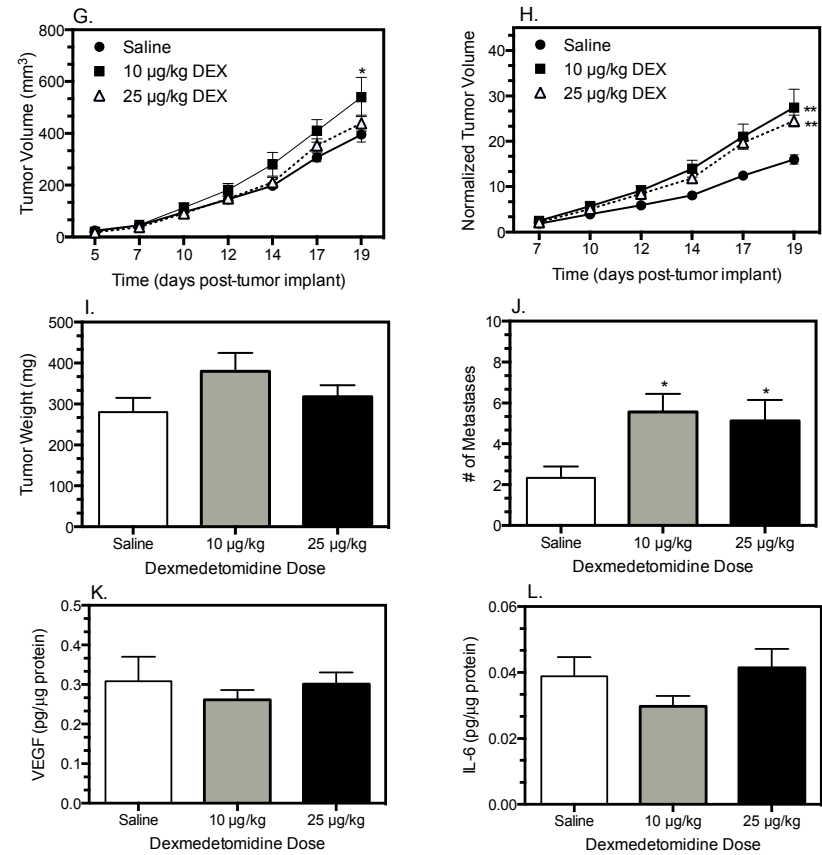 G.
800
600
400
200
0
Tumor Volume (mm³)
Saline
10 µg/kg DEX
25 µg/kg DEX
*
5 7 10 12 14 17 19
Time (days post-tumor implant)
H.
40
30
20
10
0
Normalized Tumor Volume
Saline
10 µg/kg DEX
25 µg/kg DEX
**
**
7 10 12 14 17 19
Time (days post-tumor implant)
I.
500
400
300
200
100
0
Tumor Weight (mg)
Saline 10 µg/kg 25 µg/kg
Dexmedetomidine Dose
J.
10
8
6
4
2
0
# of Metastases
* *
Saline 10 µg/kg 25 µg/kg
Dexmedetomidine Dose
K.
0.5
0.4
0.3
0.2
0.1
0.0
VEGF (pg/µg protein)
Saline 10 µg/kg 25 µg/kg
Dexmedetomidine Dose
L.
0.06
0.04
0.02
0.00
IL-6 (pg/µg protein)
Saline 10 µg/kg 25 µg/kg
Dexmedetomidine Dose